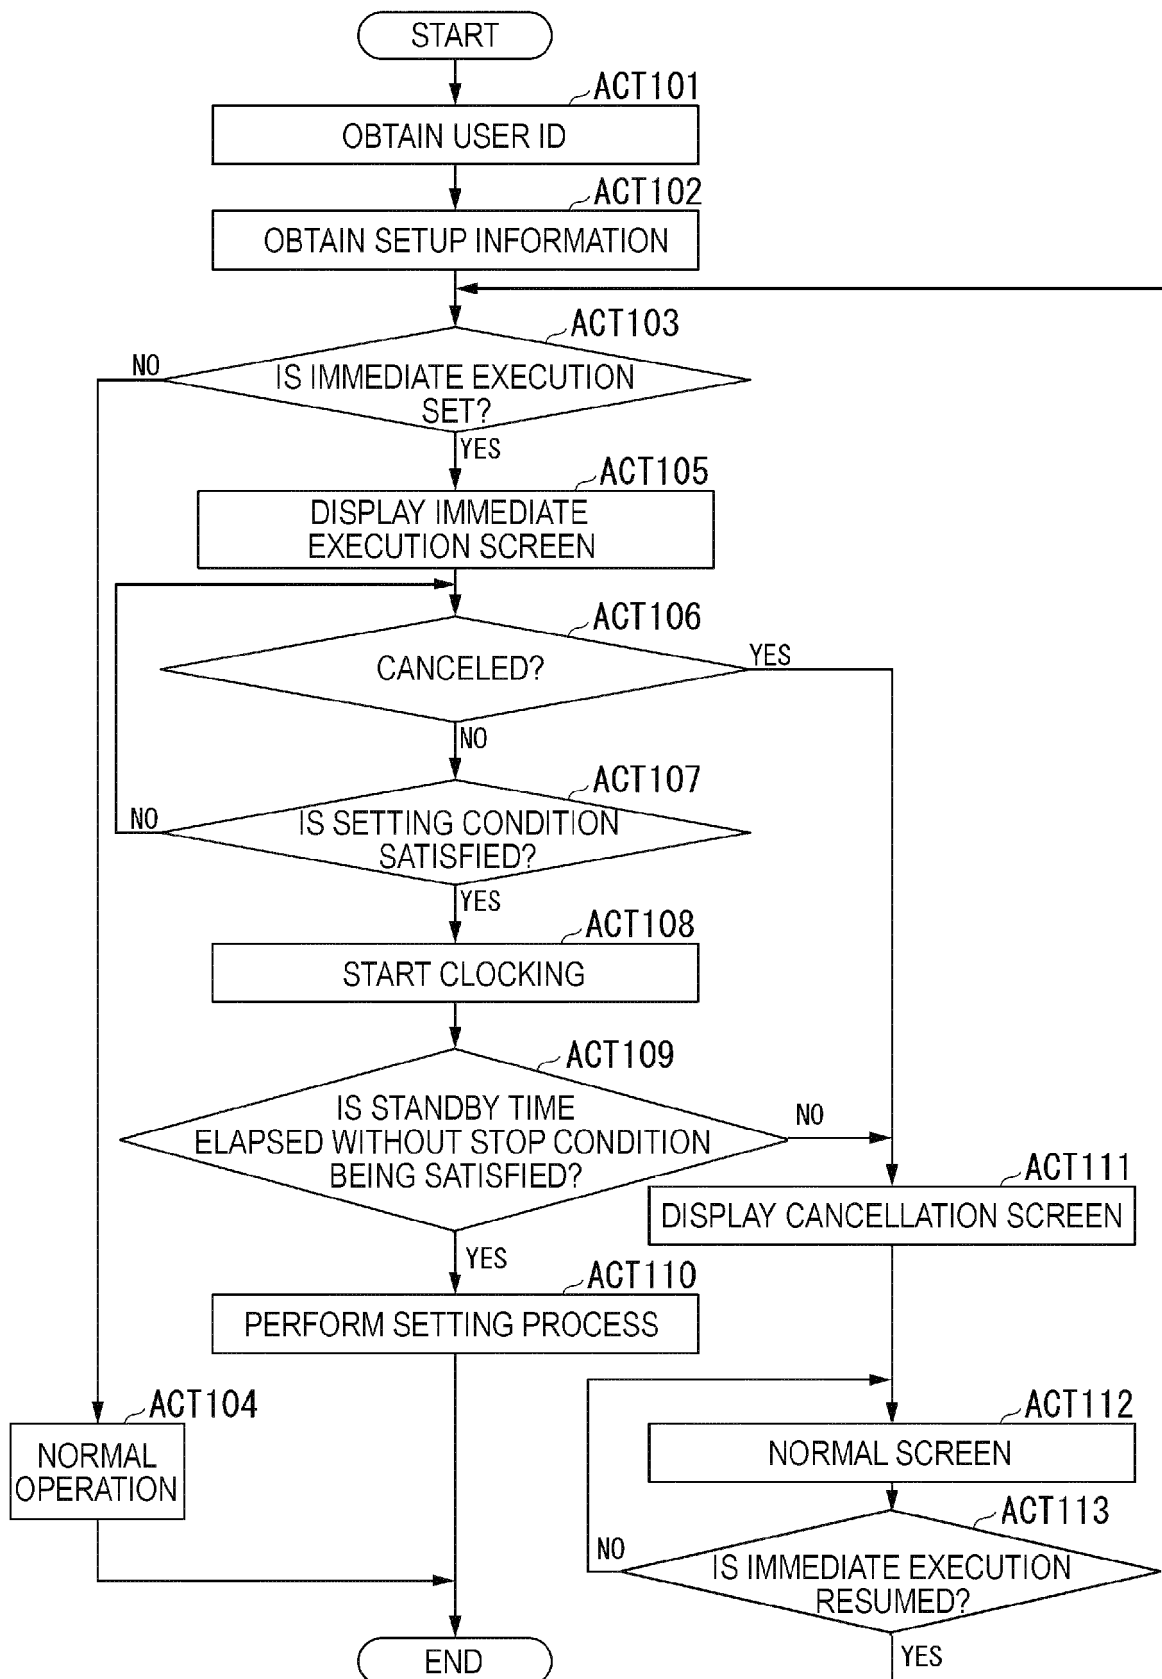 START
ACT101
OBTAIN USER ID
ACT102
OBTAIN SETUP INFORMATION
ACT103
NO
IS IMMEDIATE EXECUTION
SET?
YES
ACT105
DISPLAY IMMEDIATE
EXECUTION SCREEN
ACT106
CANCELED?
YES
NO
ACT107
NO
IS SETTING CONDITION
SATISFIED?
YES
ACT108
START CLOCKING
ACT109
IS STANDBY TIME
ELAPSED WITHOUT STOP CONDITION
BEING SATISFIED?
NO
YES
ACT111
DISPLAY CANCELLATION SCREEN
ACT110
PERFORM SETTING PROCESS
ACT104
NORMAL
OPERATION
ACT112
NORMAL SCREEN
ACT113
NO
IS IMMEDIATE EXECUTION
RESUMED?
YES
END